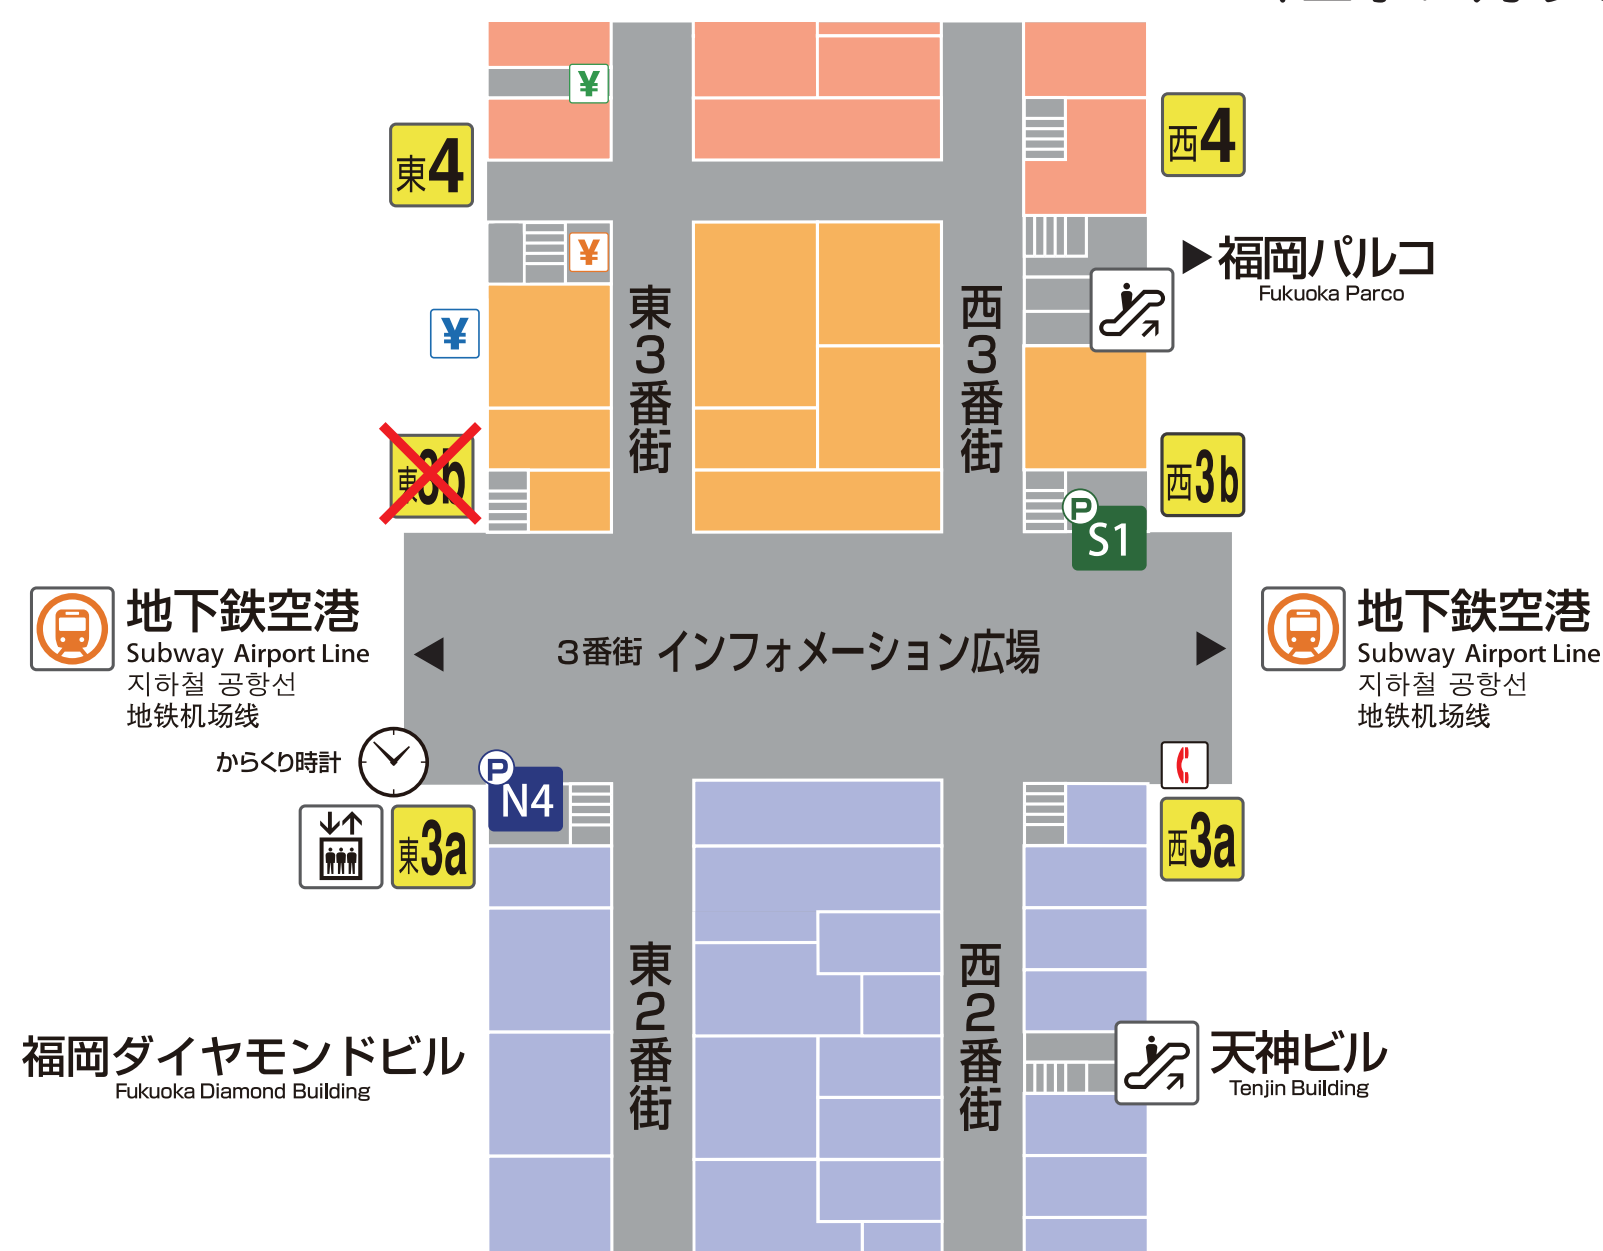 ¥
東4
西4
¥
福岡パルコ
Fukuoka Parco
¥
東3番街
西3番街
東3b
西3b
P
S1
地下鉄空港
Subway Airport Line
지하철 공항선
地铁机场线
3番街 インフォメーション広場
地下鉄空港
Subway Airport Line
지하철 공항선
地铁机场线
からくり時計
P
N4
東3a
西3a
東2番街
西2番街
福岡ダイヤモンドビル
Fukuoka Diamond Building
天神ビル
Tenjin Building